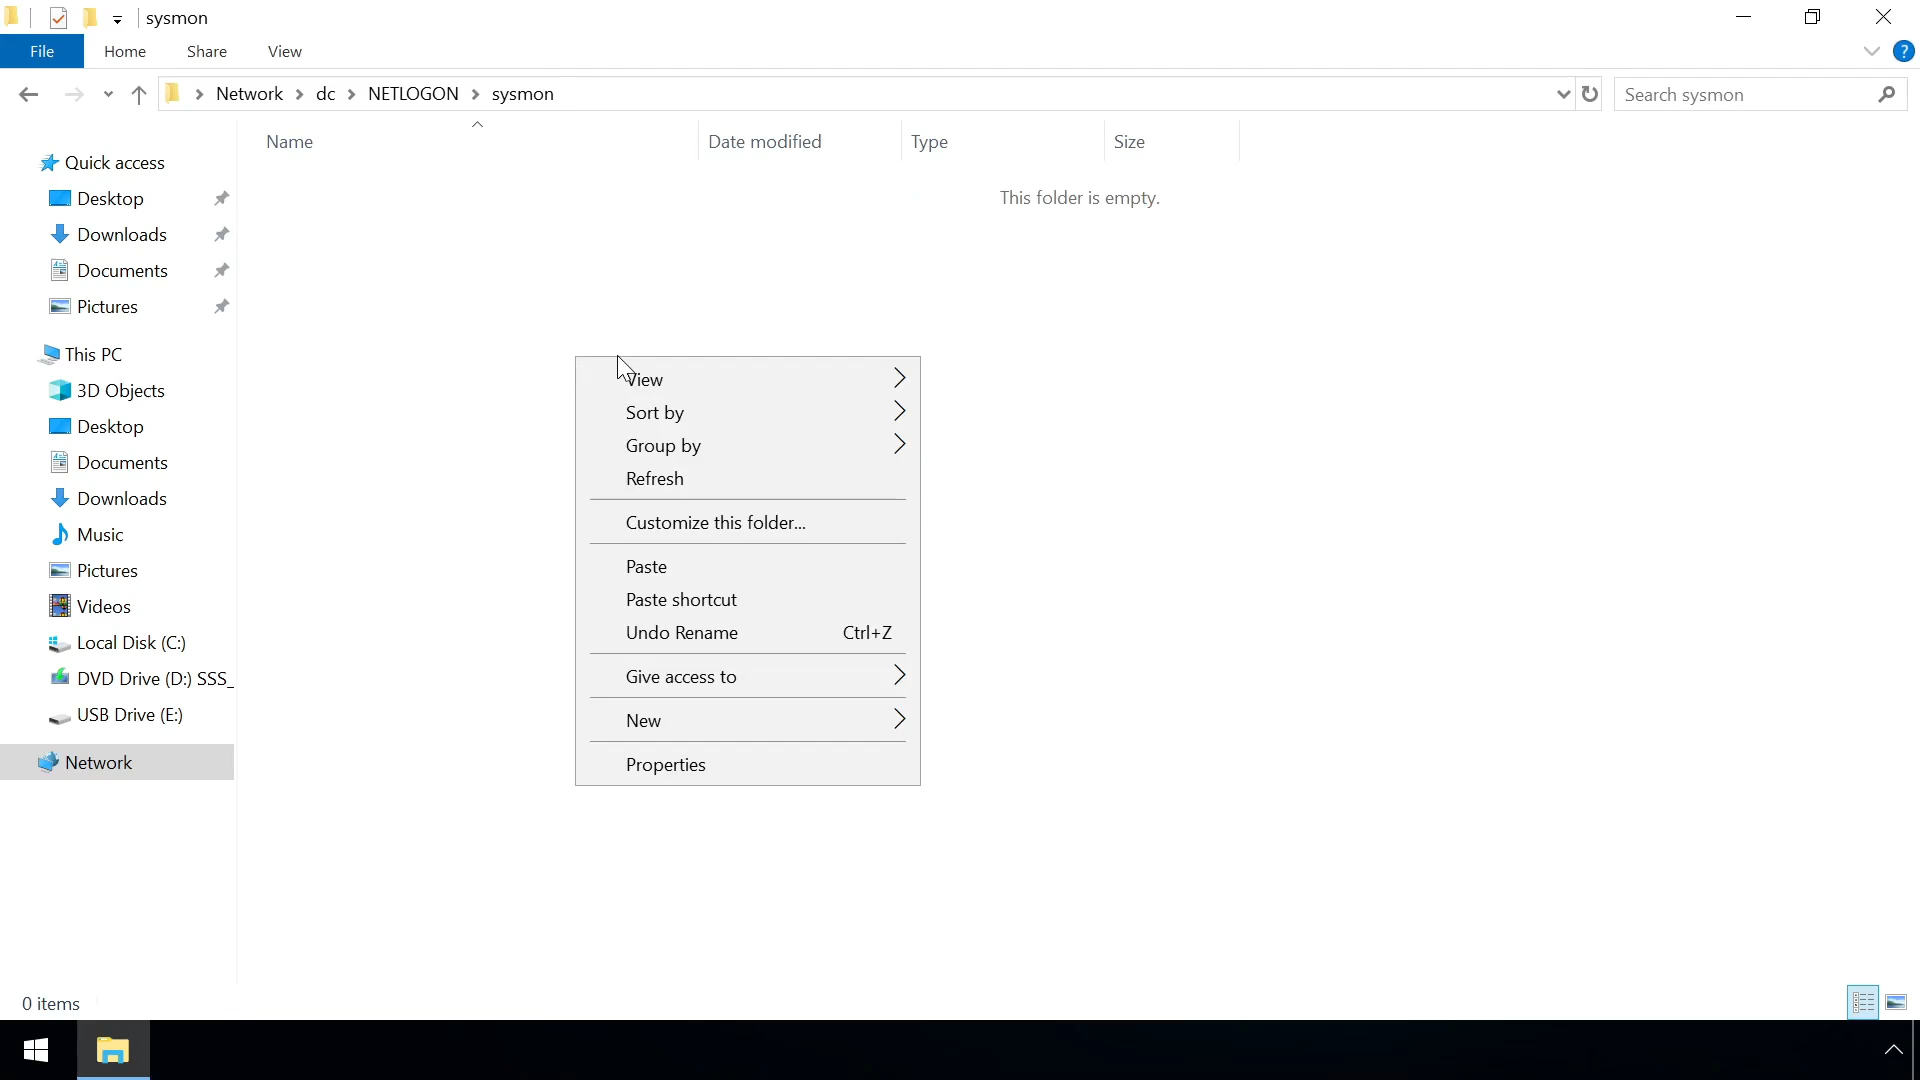 sysmon
File Home Share View
Network dc NETLOGON sysmon
Search sysmon
Name Date modified Type Size
This folder is empty.
Quick access
Desktop
Downloads
Documents
Pictures
This PC
3D Objects
Desktop
Documents
Downloads
Music
Pictures
Videos
Local Disk (C:)
DVD Drive (D:) SSS_
USB Drive (E:)
Network
View
Sort by
Group by
Refresh
Customize this folder...
Paste
Paste shortcut
Undo Rename Ctrl+Z
Give access to
New
Properties
0 items